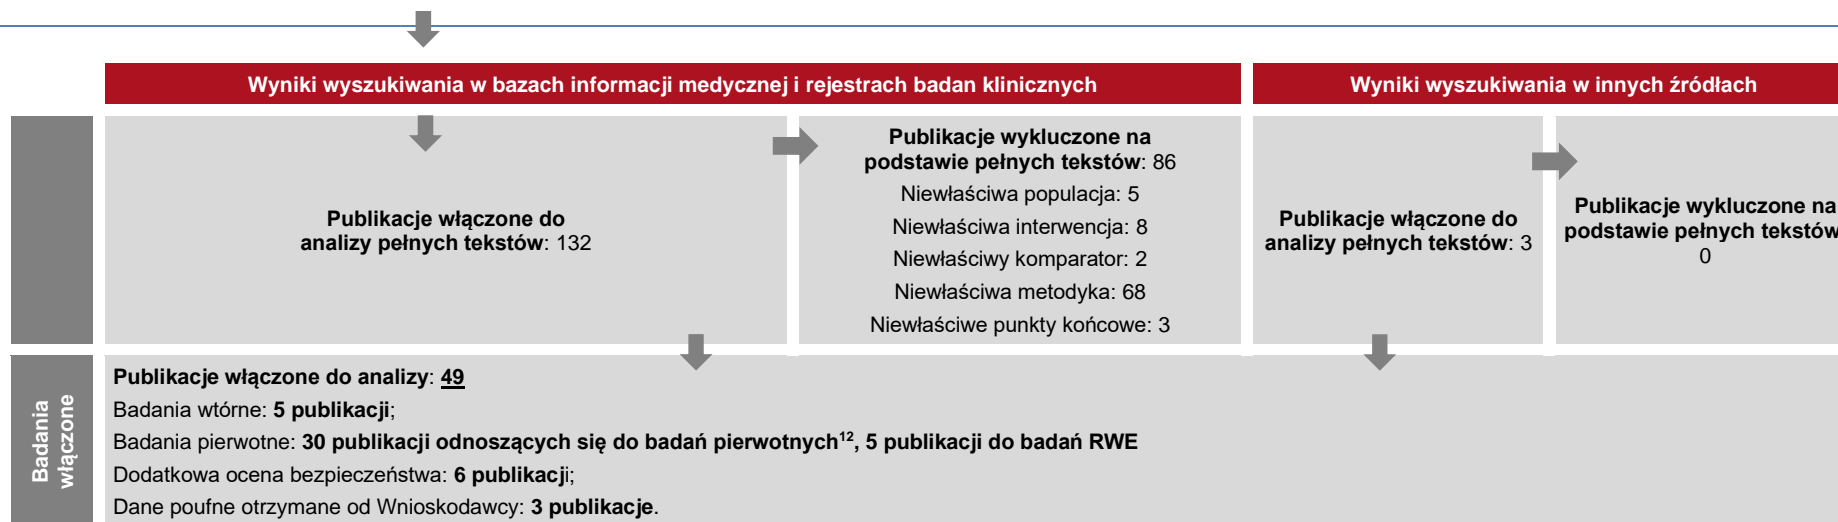 Wyniki wyszukiwania w bazach informacji medycznej i rejestrach badan klinicznych
Wyniki wyszukiwania w innych źródłach
Publikacje włączone do
analizy pełnych tekstów: 132
Publikacje wykluczone na
podstawie pełnych tekstów: 86
Niewłaściwa populacja: 5
Niewłaściwa interwencja: 8
Niewłaściwy komparator: 2
Niewłaściwa metodyka: 68
Niewłaściwe punkty końcowe: 3
Publikacje włączone do
analizy pełnych tekstów: 3
Publikacje wykluczone na
podstawie pełnych tekstów
0
Badania
włączone
Publikacje włączone do analizy: 49
Badania wtórne: 5 publikacji;
Badania pierwotne: 30 publikacji odnoszących się do badań pierwotnych12, 5 publikacji do badań RWE
Dodatkowa ocena bezpieczeństwa: 6 publikacji;
Dane poufne otrzymane od Wnioskodawcy: 3 publikacje.